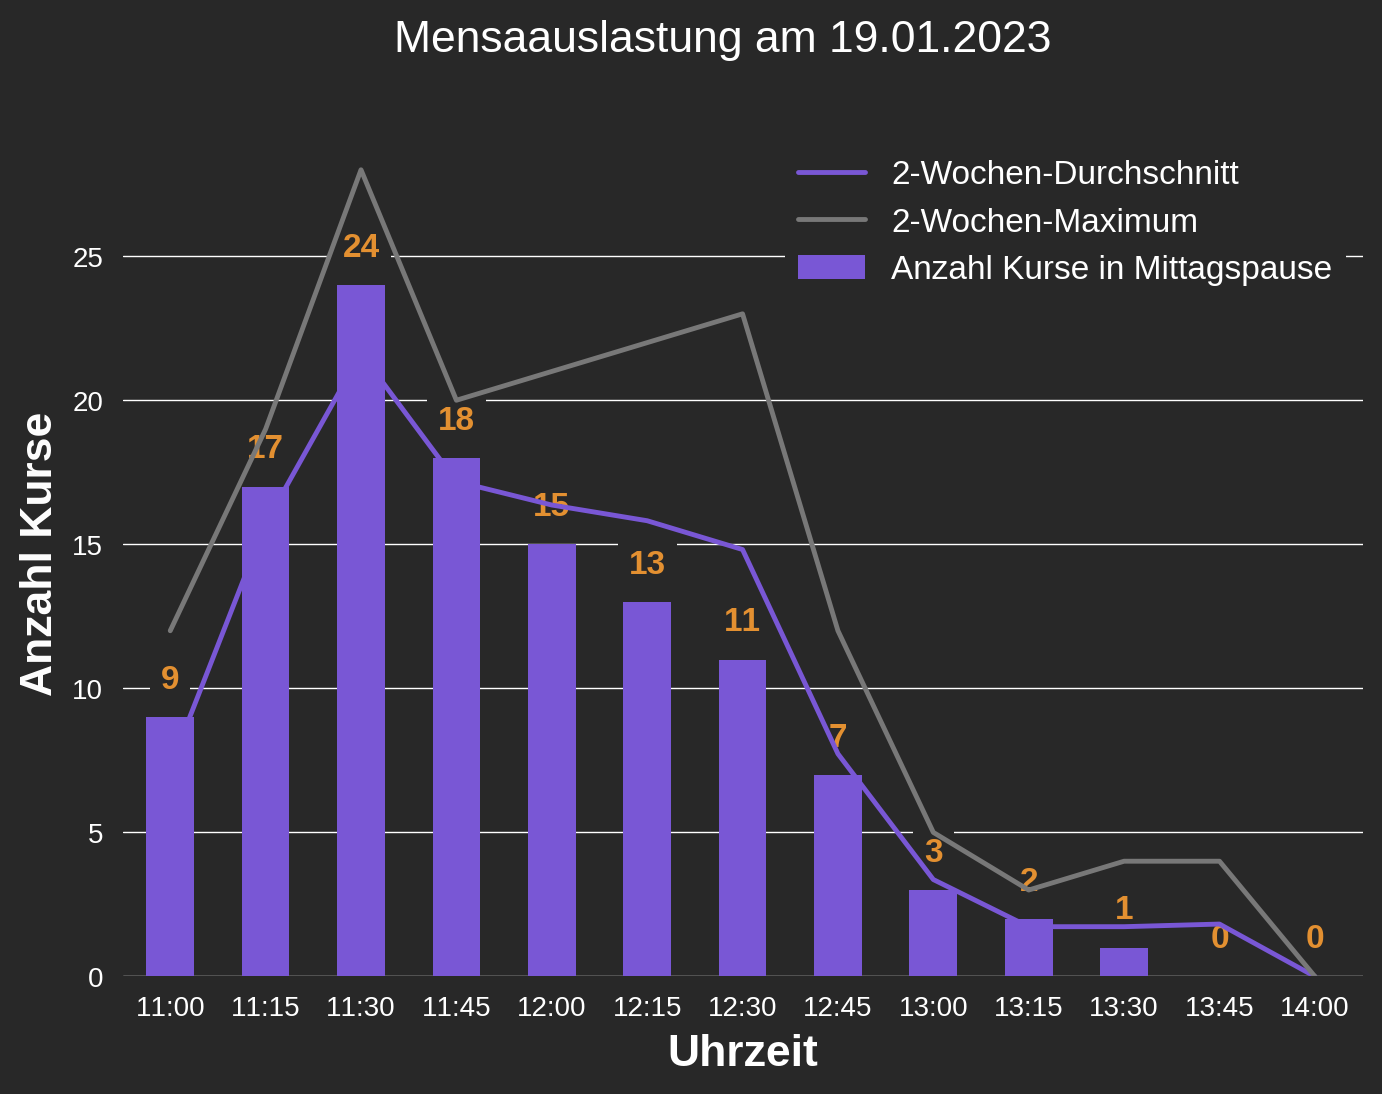 Mensaauslastung am 19.01.2023
2-Wochen-Durchschnitt
2-Wochen-Maximum
Anzahl Kurse in Mittagspause
Anzahl Kurse
25
20
15
10
5
0
9
17
24
18
15
13
11
7
3
2
1
0
0
11:00 11:15 11:30 11:45 12:00 12:15 12:30 12:45 13:00 13:15 13:30 13:45 14:00
Uhrzeit